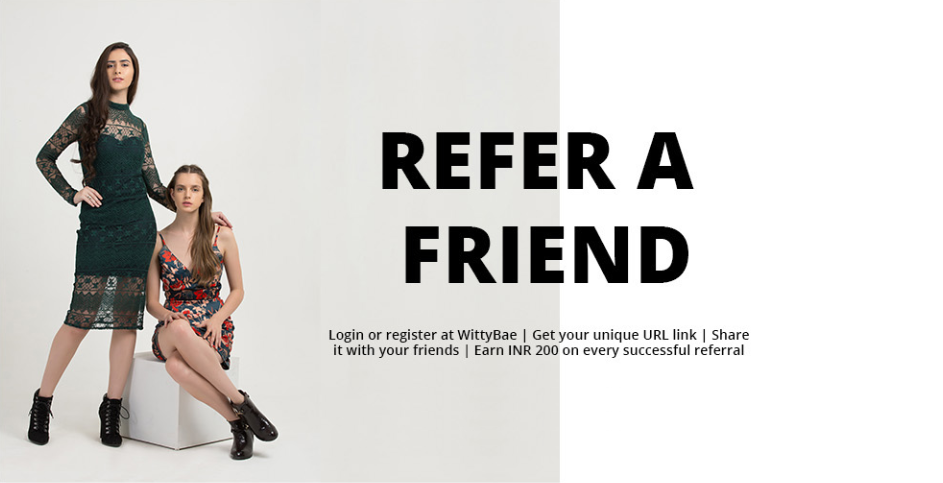 REFER A
FRIEND
Login or register at WittyBae | Get your unique URL link | Share
it with your friends | Earn INR 200 on every successful referral